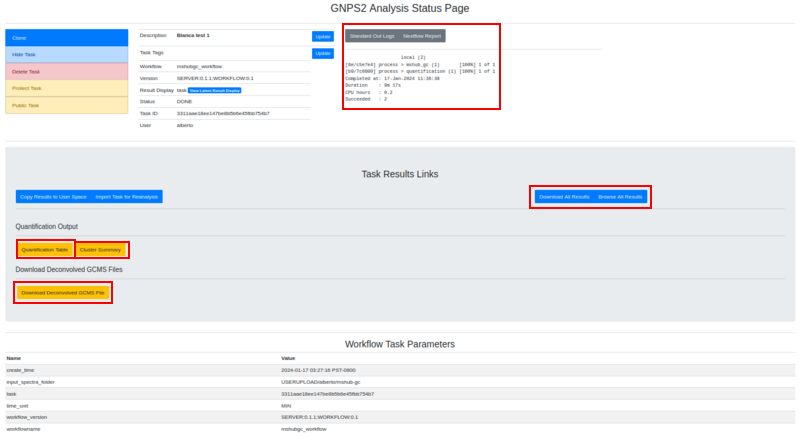 GNPS2 Analysis Status Page
Clone
Hide Task
Delete Task
Protect Task
Public Task
Description Bianca test 1 Update
Task Tags Update
Workflow mshubgc_workflow
Version SERVER:0.1.1;WORKFLOW:0.1
Result Display task View Latest Result Display
Status DONE
Task ID 3311aae18ee147be8b5b6e45fbb754b7
User alberto
Standard Out Logs Nextflow Report
local (2)
process > mshub_gc (1) [100%] 1 of 1
process > quantification (1) [100%] 1 of 1
Completed at: 17-Jan-2024 11:38:38
Duration : 9m 17s
CPU hours : 0.2
Succeeded : 2
Task Results Links
Copy Results to User Space Import Task for Reanalysis Download All Results Browse All Results
Quantification Output
Quantification Table Cluster Summary
Download Deconvolved GCMS Files
Download Deconvolved GCMS File
Workflow Task Parameters
Name Value
create_time 2024-01-17 03:27:16 PST-0800
input_spectra_folder USERUPLOAD/alberto/mshub-gc
task 3311aae18ee147be8b5b6e45fbb754b7
time_unit MIN
workflow_version SERVER:0.1.1;WORKFLOW:0.1
workflowname mshubgc_workflow